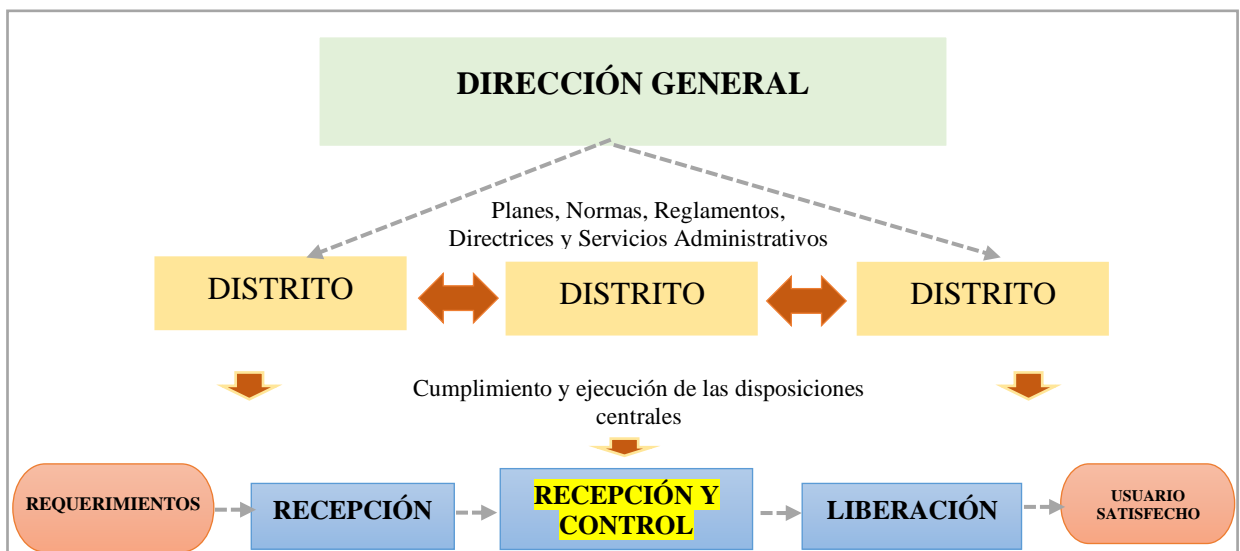 DIRECCIÓN GENERAL
Planes, Normas, Reglamentos,
Directrices y Servicios Administrativos
DISTRITO
DISTRITO
DISTRITO
Cumplimiento y ejecución de las disposiciones
centrales
REQUERIMIENTOS
RECEPCIÓN
RECEPCIÓN Y
CONTROL
LIBERACIÓN
USUARIO
SATISFECHO